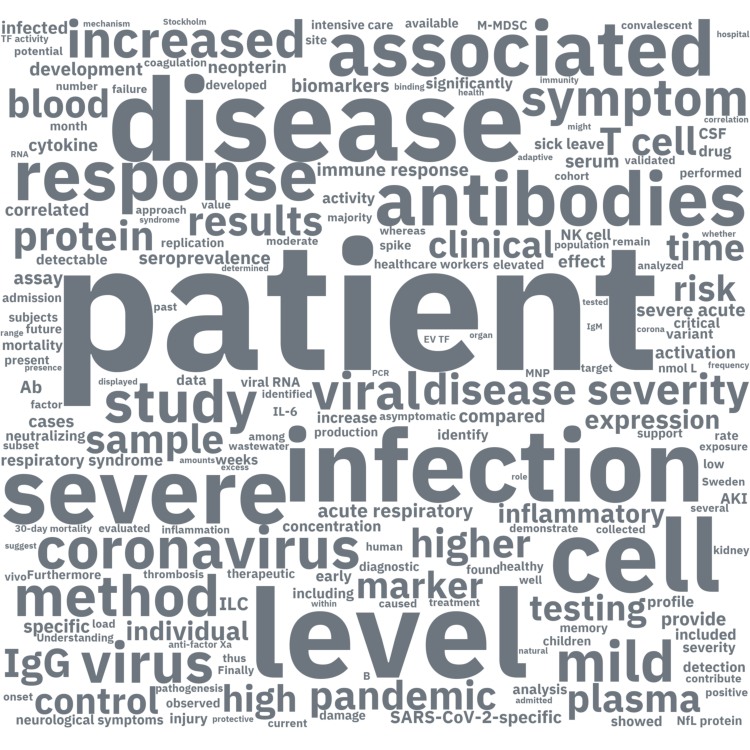 infected mechanism Stockholm intensive care available M-MDSC convalescent hospital
TF activity increased site associated
potential
development coagulation neopterin
number failure developed biomarkers binding significantly immunity
health
blood disease symptom
month might correlation
cytokine sick leave T cell CSF
RNA adaptive serum validated drug
response immune response cohort performed
correlated approach value activity antibodies
syndrome results majority
protein replication moderate whereas clinical NK cell whether
spike population remain time
detectable seroprevalence healthcare workers elevated effect analyzed
determined
assay patient risk
admission past tested severe acute
subjects IgM corona critical
range future EV TF organ variant
mortality activation
present target nmol L
presence displayed data viral RNA PCR MNP frequency
Ab study identified viral disease severity
factor IL-6
cases increase asymptomatic compared expression
neutralizing sample among production identify support rate
subset wastewater exposure
respiratory syndrome amounts weeks infection low
excess role Sweden
severe AKI
acute respiratory inflammatory several
30-day mortality evaluated inflammation concentration demonstrate collected
suggest coronavirus human higher cell kidney
diagnostic found healthy
vivo Furthermore thrombosis therapeutic early well
method ILC including marker testing profile
within caused treatment
specific load individual level memory provide
Understanding children included
anti-factor Xa natural severity
IgG virus thus mild detection
Finally B contribute
onset control pathogenesis high pandemic analysis plasma positive
observed admitted
neurological symptoms injury protective current damage SARS-CoV-2-specific showed NfL protein